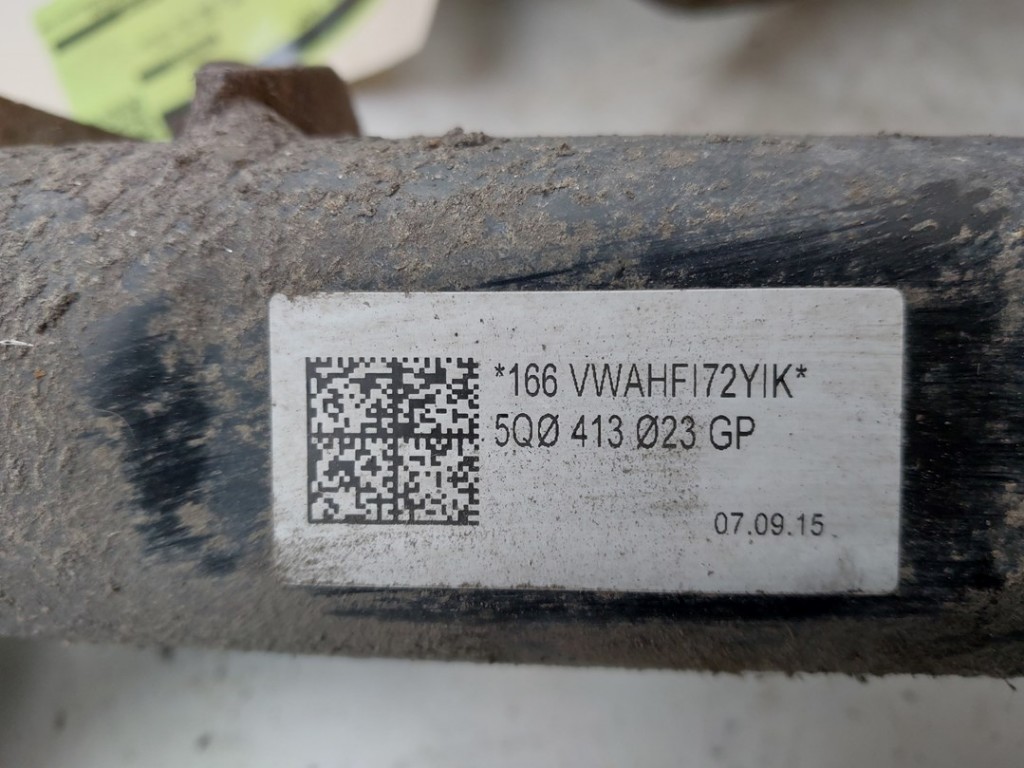 *166 VWAHFI72YIK*
5QØ 413 Ø23 GP
07.09.15